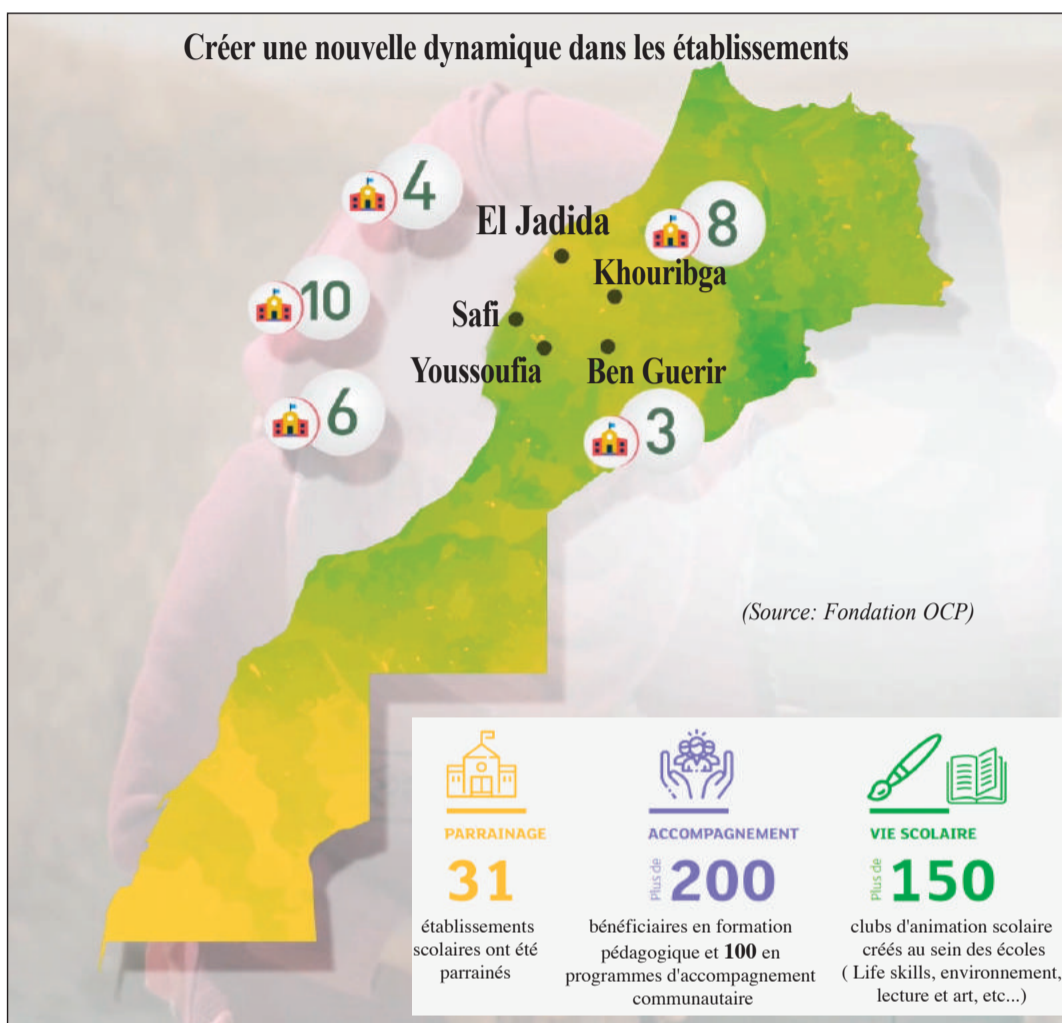 Créer une nouvelle dynamique dans les établissements
4
El Jadida
8
Khouribga
10
Safi
Youssoufia
Ben Guerir
6
3
(Source: Fondation OCP)
PARRAINAGE
31
établissements
scolaires ont été
parrainés
ACCOMPAGNEMENT
Plus de 200
bénéficiaires en formation
pédagogique et 100 en
programmes d'accompagnement
communautaire
VIE SCOLAIRE
Plus de 150
clubs d'animation scolaire
créés au sein des écoles
( Life skills, environnement,
lecture et art, etc...)